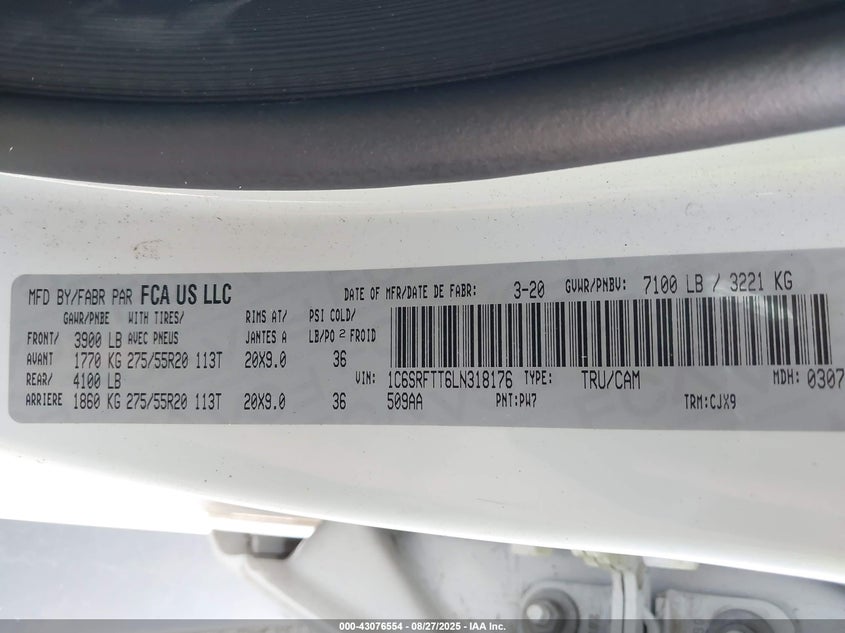 MFD BY/FABR PAR FCA US LLC DATE OF MFR/DATE DE FABR: 3-20 GVWR/PNBV: 7100 LB / 3221 KG
GAWR/PNBE WITH TIRES/ RIMS AT/ PSI COLD/
FRONT/ 3900 LB AVEC PNEUS JANTES A LB/PO 2 FROID
AVANT 1770 KG 275/55R20 113T 20X9.0 36
REAR/ 4100 LB VIN: 1C6SRFTT6LN318176 TYPE: TRU/CAM MDH: 0307
ARRIERE 1860 KG 275/55R20 113T 20X9.0 36 509AA PNT:PW7 TRM:CJX9
000-43076554 - 08/27/2025 - IAA Inc.